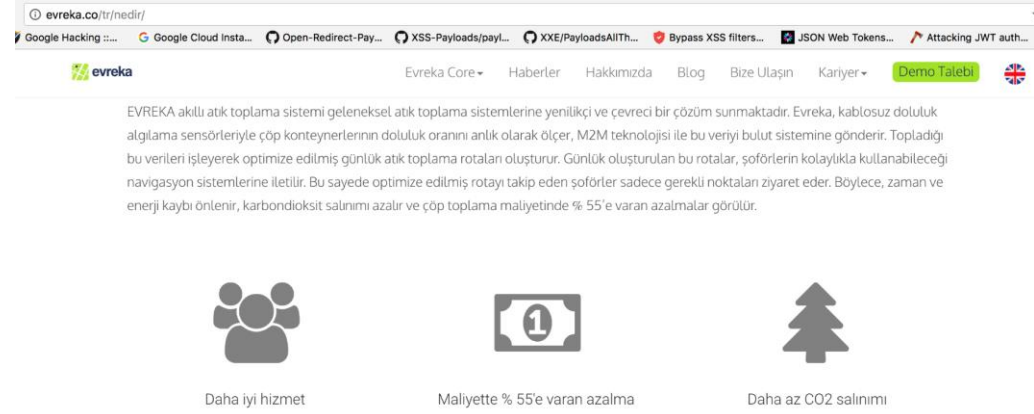 evreka.co/tr/nedir/
Google Hacking ::... Google Cloud Insta... Open-Redirect-Pay... XSS-Payloads/payl... XXE/PayloadsAllTh... Bypass XSS filters... JSON Web Tokens... Attacking JWT auth...
evreka Evreka Core Haberler Hakkımızda Blog Bize Ulaşın Kariyer Demo Talebi
EVREKA akıllı atık toplama sistemi geleneksel atık toplama sistemlerine yenilikçi ve çevreci bir çözüm sunmaktadır. Evreka, kablosuz doluluk
algılama sensörleriyle çöp konteynerlerının doluluk oranını anlık olarak ölçer, M2M teknolojisi ile bu veriyi bulut sistemine gönderir. Topladığı
bu verileri işleyerek optimize edilmiş günlük atık toplama rotaları oluşturur. Günlük oluşturulan bu rotalar, şoförlerin kolaylıkla kullanabileceği
navigasyon sistemlerine iletilir. Bu sayede optimize edilmiş rotayı takip eden şoförler sadece gerekli noktaları ziyaret eder. Böylece, zaman ve
enerji kaybı önlenir, karbondioksit salınımı azalır ve çöp toplama maliyetinde % 55'e varan azalmalar görülür.
1
Daha iyi hizmet Maliyette % 55'e varan azalma Daha az CO2 salınımı